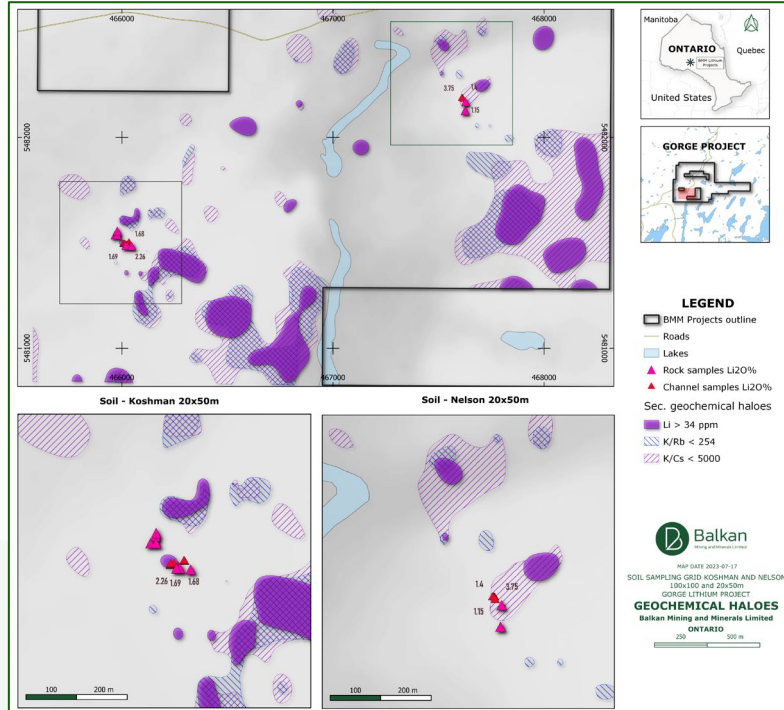 466000
467000
468000
Manitoba
ONTARIO
Quebec
BMM Lithium
Projects
United States
3.75
1.4
1.15
5482000
5482000
GORGE PROJECT
1.68
1.69
2.26
5481000
5481000
466000
467000
468000
LEGEND
BMM Projects outline
Roads
Lakes
Rock samples Li2O%
Channel samples Li2O%
Sec. geochemical haloes
Li > 34 ppm
K/Rb < 254
K/Cs < 5000
Soil - Koshman 20x50m
Soil - Nelson 20x50m
2.26
1.69
1.68
1.4
3.75
1.15
100
200 m
100
200 m
Balkan
Mining and Minerals Limited
MAP DATE 2023-07-17
SOIL SAMPLING GRID KOSHMAN AND NELSON
100x100 and 20x50m
GORGE LITHIUM PROJECT
GEOCHEMICAL HALOES
Balkan Mining and Minerals Limited
ONTARIO
250
500 m